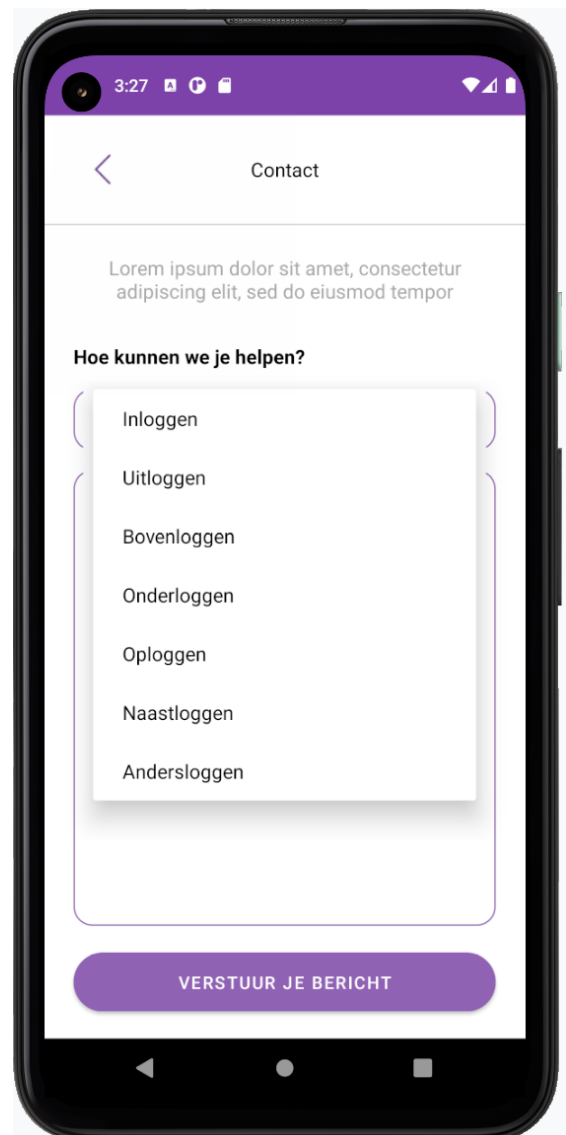 3:27
Contact
Lorem ipsum dolor sit amet, consectetur
adipiscing elit, sed do eiusmod tempor
Hoe kunnen we je helpen?
Inloggen
Uitloggen
Bovenloggen
Onderloggen
Oploggen
Naastloggen
Andersloggen
VERSTUUR JE BERICHT